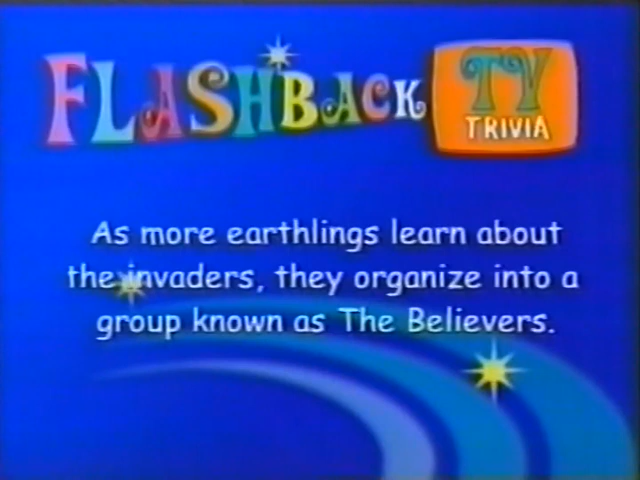 FLASHBACK TV TRIVIA
As more earthlings learn about
the invaders, they organize into a
group known as The Believers.